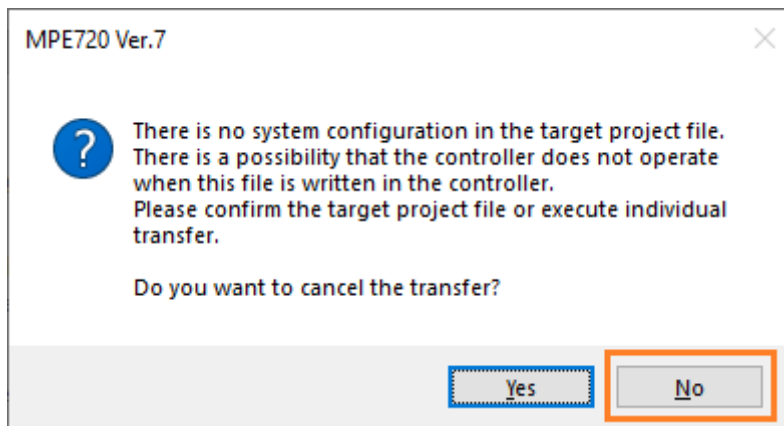 MPE720 Ver.7
There is no system configuration in the target project file.
There is a possibility that the controller does not operate
when this file is written in the controller.
Please confirm the target project file or execute individual
transfer.
Do you want to cancel the transfer?
Yes
No